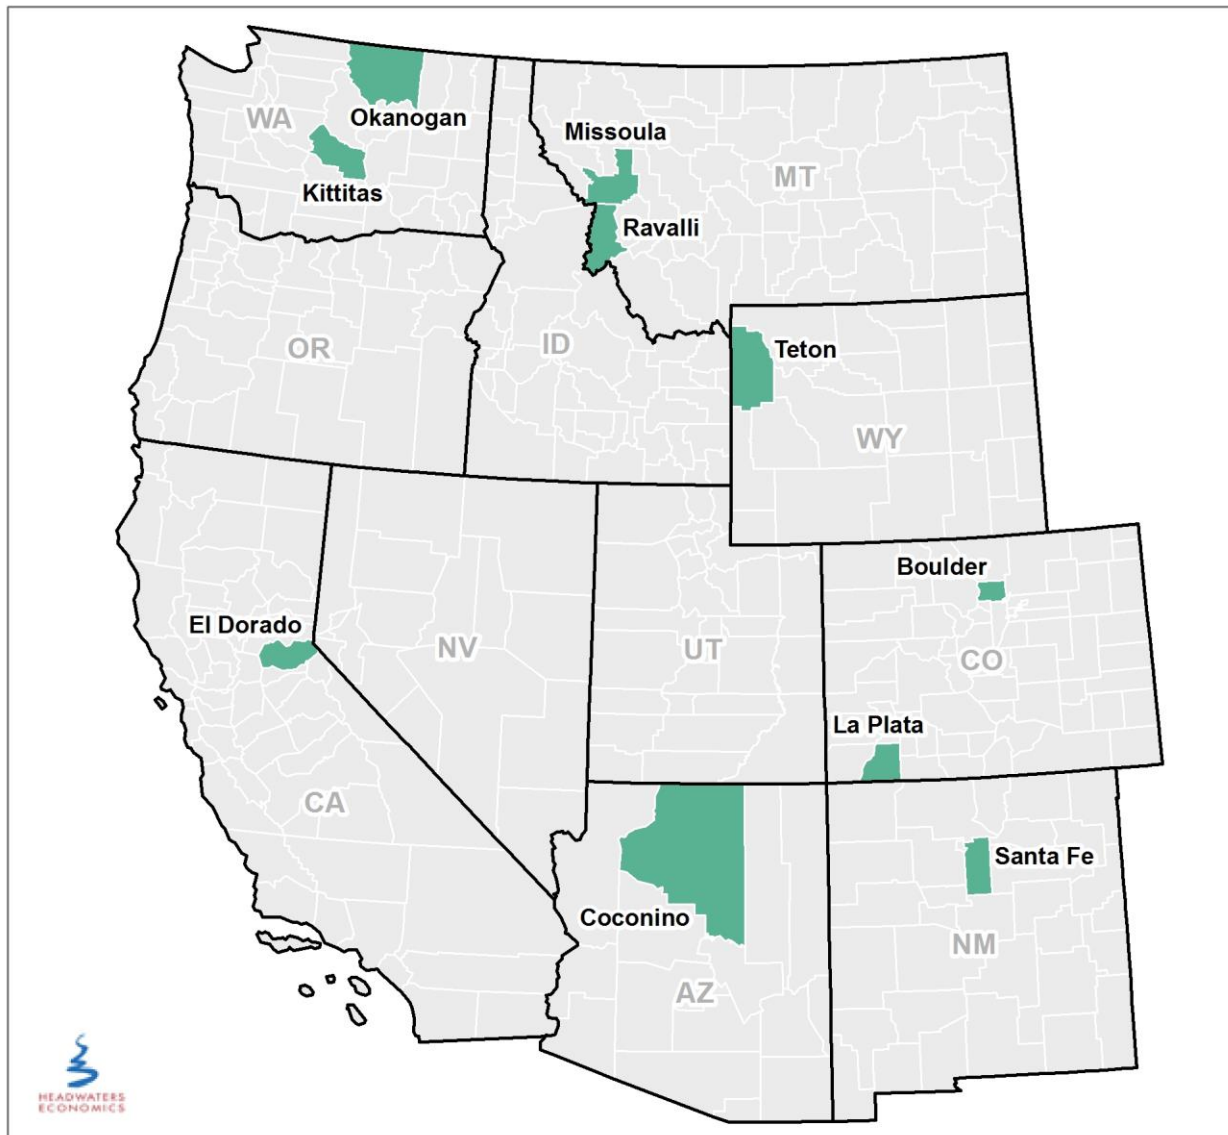 WA
Okanogan
Kittitas
Missoula
MT
Ravalli
OR
ID
Teton
WY
Boulder
El Dorado
NV
UT
CO
La Plata
CA
Santa Fe
Coconino
NM
AZ
HEADWATERS
ECONOMICS